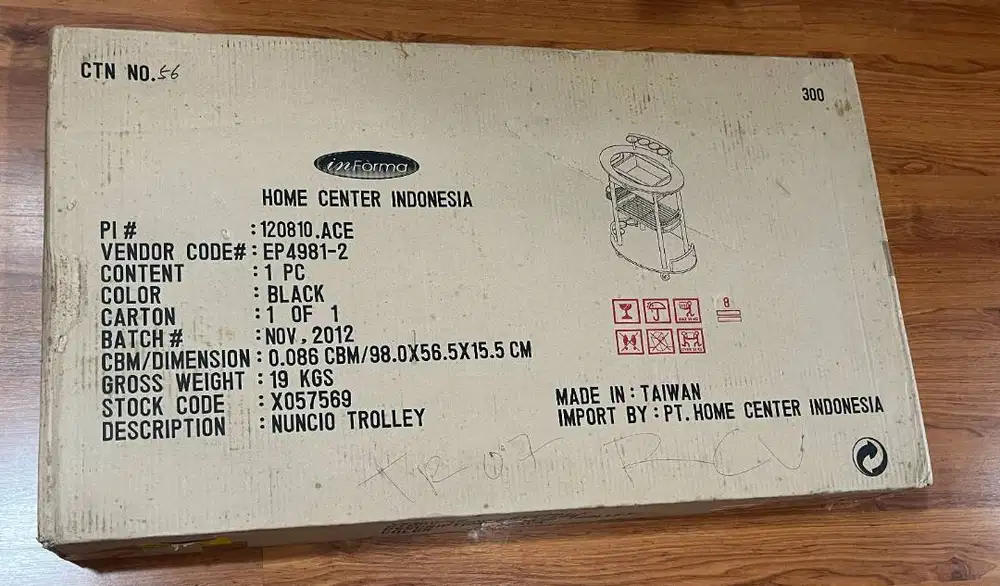 CTN NO.56
300
inFórma
HOME CENTER INDONESIA
PI # :120810.ACE
VENDOR CODE# : EP4981-2
CONTENT : 1 PC
COLOR : BLACK
CARTON : 1 OF 1
BATCH # :NOV, 2012
CBM/DIMENSION : 0.086 CBM/98.0X56.5X15.5 CM
GROSS WEIGHT : 19 KGS
STOCK CODE : X057569
DESCRIPTION : NUNCIO TROLLEY
8
MADE IN : TAIWAN
IMPORT BY : PT. HOME CENTER INDONESIA